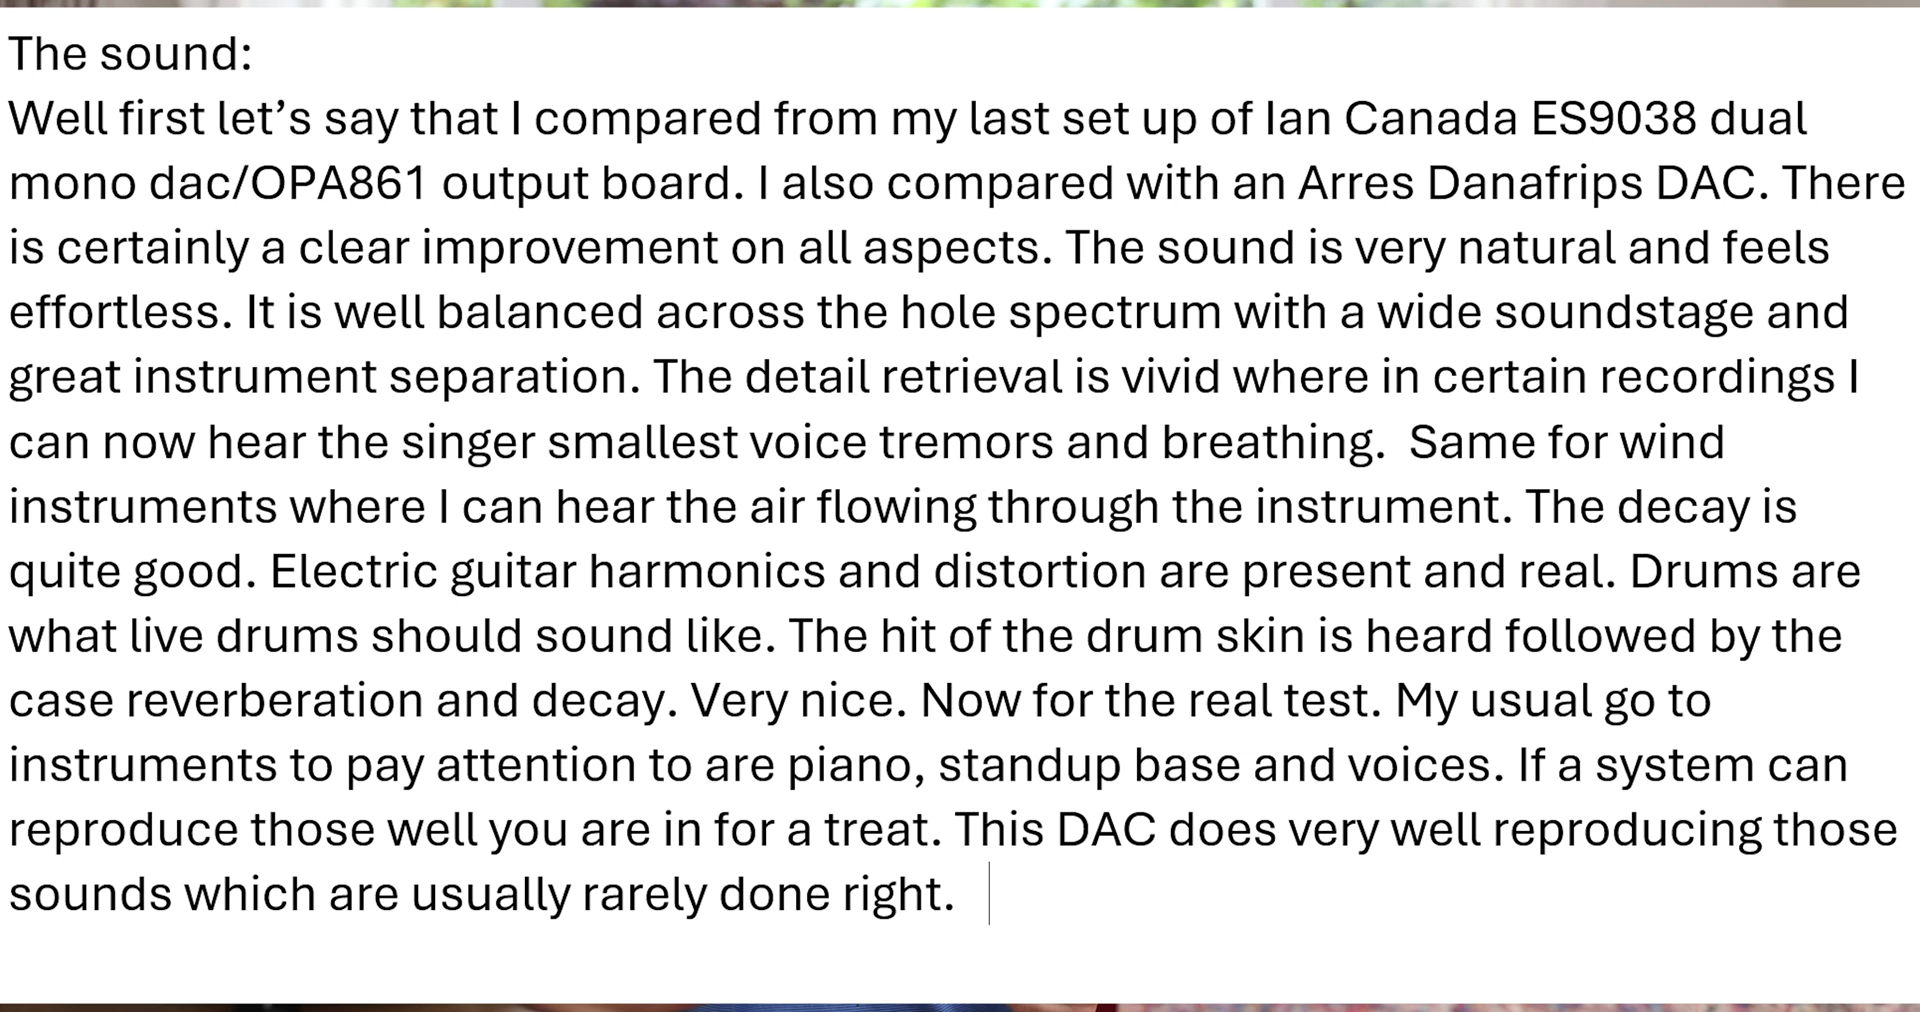 The sound:
Well first let’s say that I compared from my last set up of Ian Canada ES9038 dual
mono dac/OPA861 output board. I also compared with an Arres Danafrips DAC. There
is certainly a clear improvement on all aspects. The sound is very natural and feels
effortless. It is well balanced across the hole spectrum with a wide soundstage and
great instrument separation. The detail retrieval is vivid where in certain recordings I
can now hear the singer smallest voice tremors and breathing.  Same for wind
instruments where I can hear the air flowing through the instrument. The decay is
quite good. Electric guitar harmonics and distortion are present and real. Drums are
what live drums should sound like. The hit of the drum skin is heard followed by the
case reverberation and decay. Very nice. Now for the real test. My usual go to
instruments to pay attention to are piano, standup base and voices. If a system can
reproduce those well you are in for a treat. This DAC does very well reproducing those
sounds which are usually rarely done right.